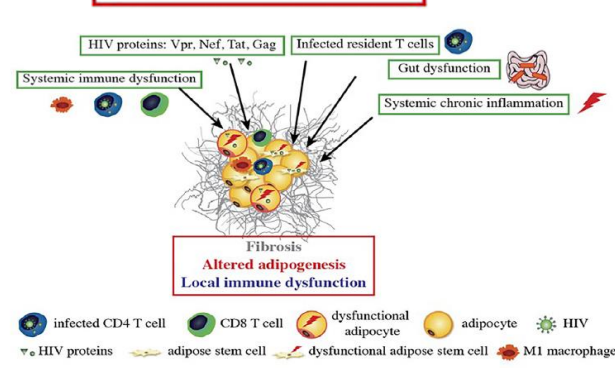 HIV proteins: Vpr, Nef, Tat, Gag
Infected resident T cells
Gut dysfunction
Systemic immune dysfunction
Systemic chronic inflammation
Fibrosis
Altered adipogenesis
Local immune dysfunction
infected CD4 T cell
CD8 T cell
dysfunctional
adipocyte
adipocyte
HIV
HIV proteins
adipose stem cell
dysfunctional adipose stem cell
M1 macrophage